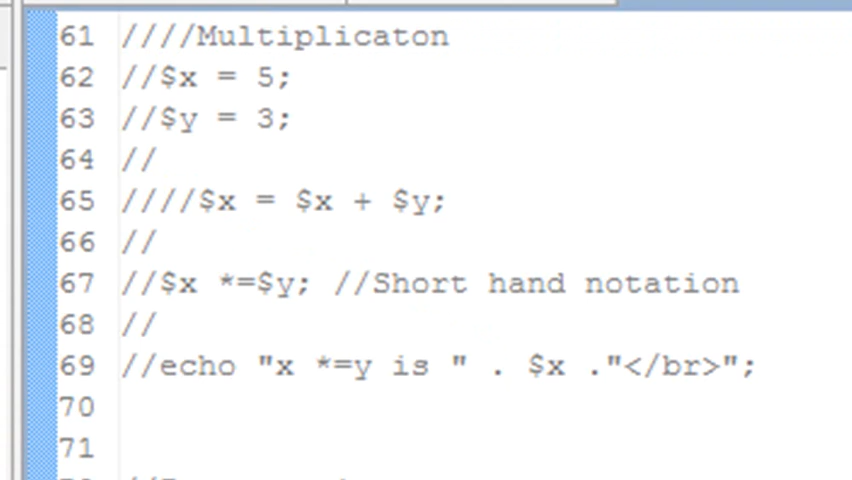 61 ////Multiplicaton
62 //$x = 5;
63 //$y = 3;
64 //
65 ////$x = $x + $y;
66 //
67 //$x *=$y; //Short hand notation
68 //
69 //echo "x *=y is " . $x ."</br>";
70
71